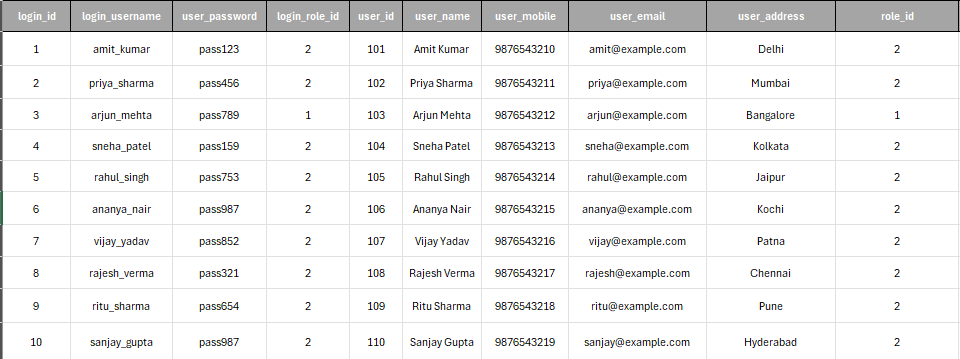 login_id login_username user_password login_role_id user_id user_name user_mobile user_email user_address role_id
1 amit_kumar pass123 2 101 Amit Kumar 9876543210 amit@example.com Delhi 2
2 priya_sharma pass456 2 102 Priya Sharma 9876543211 priya@example.com Mumbai 2
3 arjun_mehta pass789 1 103 Arjun Mehta 9876543212 arjun@example.com Bangalore 1
4 sneha_patel pass159 2 104 Sneha Patel 9876543213 sneha@example.com Kolkata 2
5 rahul_singh pass753 2 105 Rahul Singh 9876543214 rahul@example.com Jaipur 2
6 ananya_nair pass987 2 106 Ananya Nair 9876543215 ananya@example.com Kochi 2
7 vijay_yadav pass852 2 107 Vijay Yadav 9876543216 vijay@example.com Patna 2
8 rajesh_verma pass321 2 108 Rajesh Verma 9876543217 rajesh@example.com Chennai 2
9 ritu_sharma pass654 2 109 Ritu Sharma 9876543218 ritu@example.com Pune 2
10 sanjay_gupta pass987 2 110 Sanjay Gupta 9876543219 sanjay@example.com Hyderabad 2